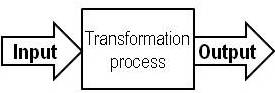 Input
Transformation
process
Output